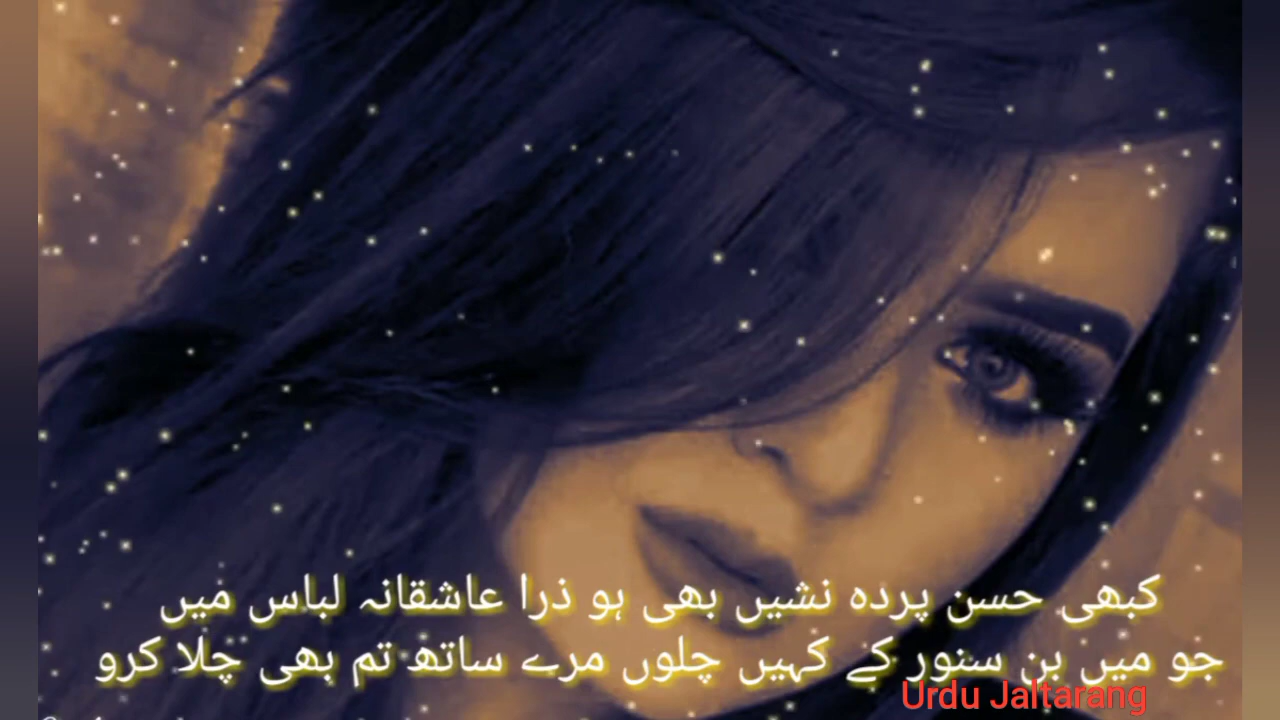 کبھی حسن پردہ نشیں بھی ہو ذرا عاشقانہ لباس میں
جو میں بن سنور کے کہیں چلوں مرے ساتھ تم بھی چلا کرو
Urdu Jaltarang